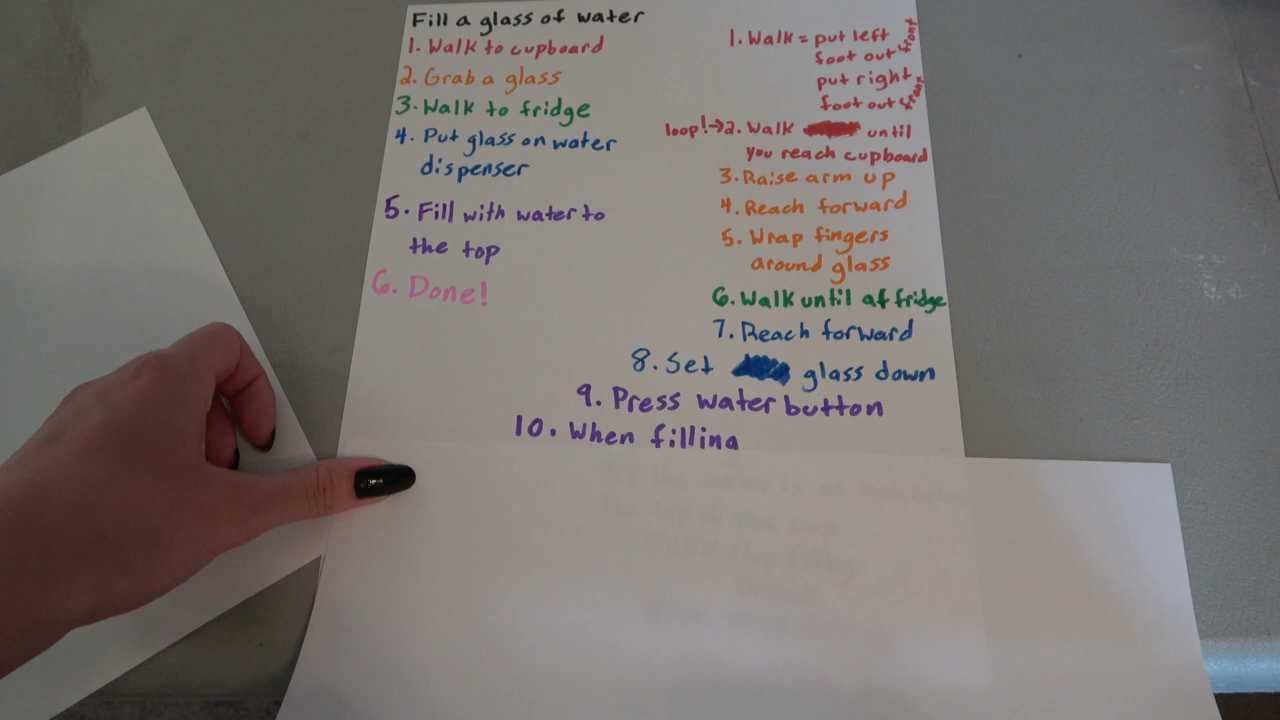 Fill a glass of water
1. Walk to cupboard
2. Grab a glass
3. Walk to fridge
4. Put glass on water
dispenser
5. Fill with water to
the top
6. Done!
1. Walk = put left
foot out front
put right
foot out front
loop!→2. Walk until
you reach cupboard
3. Raise arm up
4. Reach forward
5. Wrap fingers
around glass
6. Walk until at fridge
7. Reach forward
8. Set glass down
9. Press water button
10. When filling